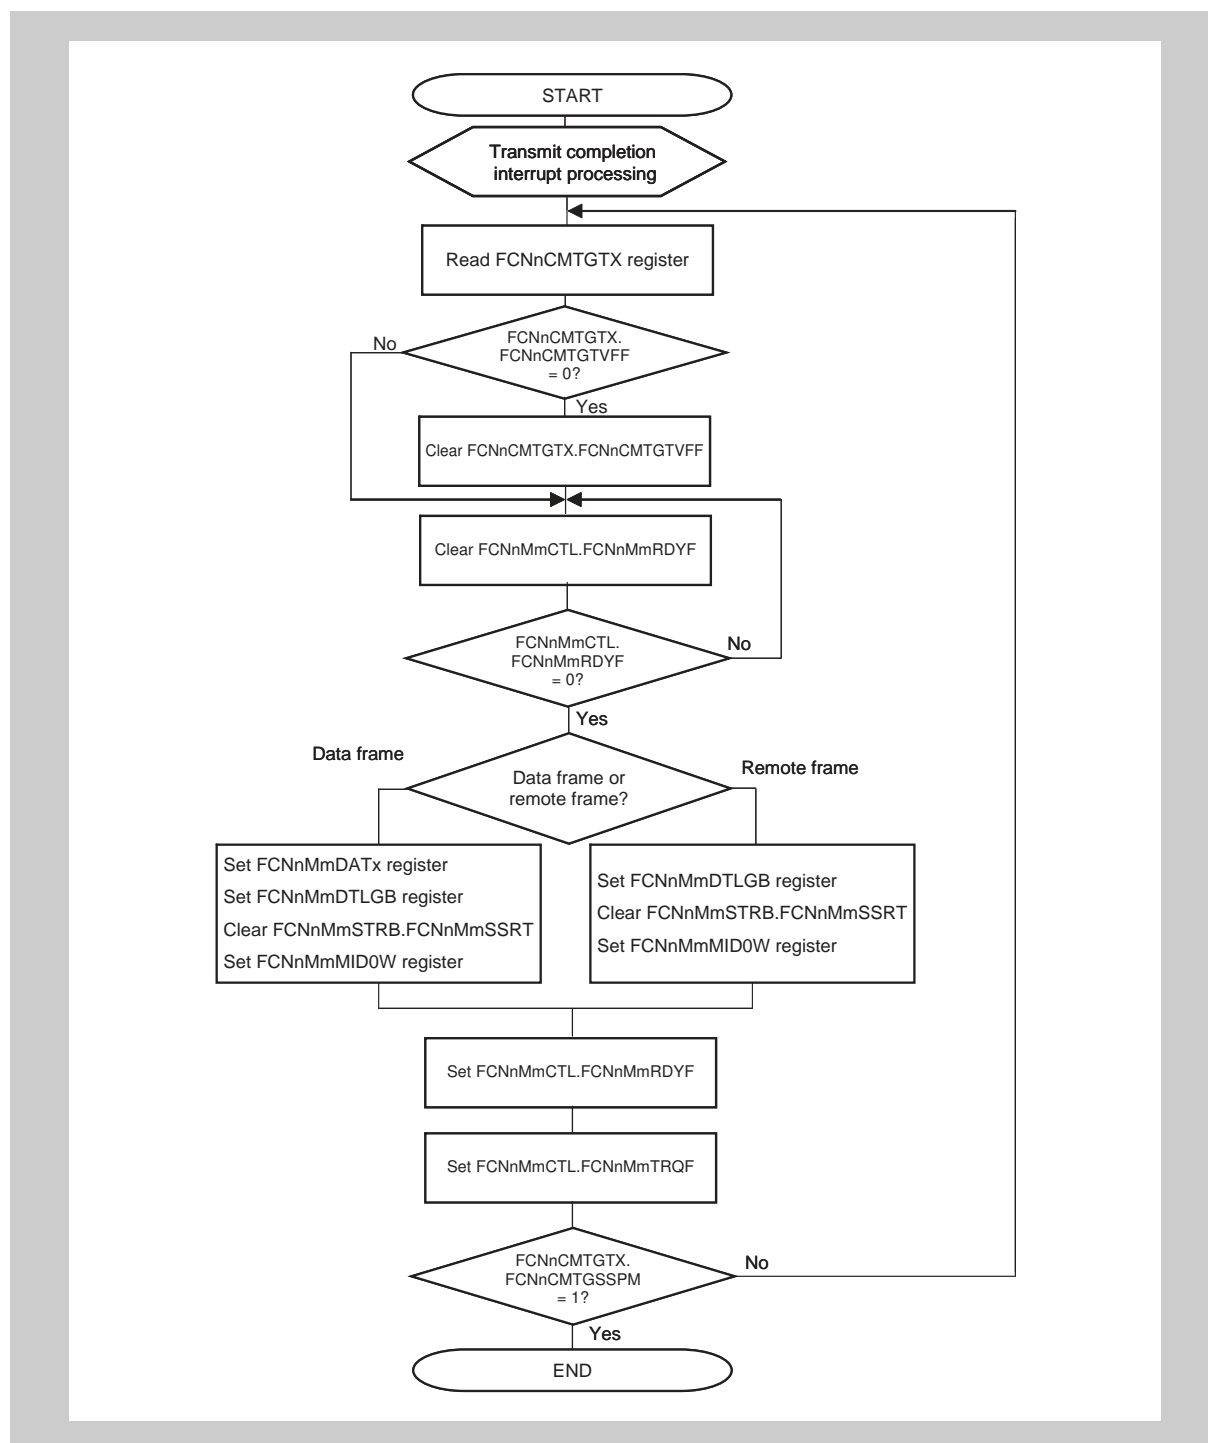 START
Transmit completion
interrupt processing
Read FCNnCMTGTX register
FCNnCMTGTX.
FCNnCMTGTVFF
= 0?
No
Yes
Clear FCNnCMTGTX.FCNnCMTGTVFF
Clear FCNnMmCTL.FCNnMmRDYF
FCNnMmCTL.
FCNnMmRDYF
= 0?
No
Yes
Data frame or
remote frame?
Data frame
Remote frame
Set FCNnMmDATx register
Set FCNnMmDTLGB register
Clear FCNnMmSTRB.FCNnMmSSRT
Set FCNnMmMID0W register
Set FCNnMmDTLGB register
Clear FCNnMmSTRB.FCNnMmSSRT
Set FCNnMmMID0W register
Set FCNnMmCTL.FCNnMmRDYF
Set FCNnMmCTL.FCNnMmTRQF
FCNnCMTGTX.
FCNnCMTGSSPM
= 1?
No
Yes
END